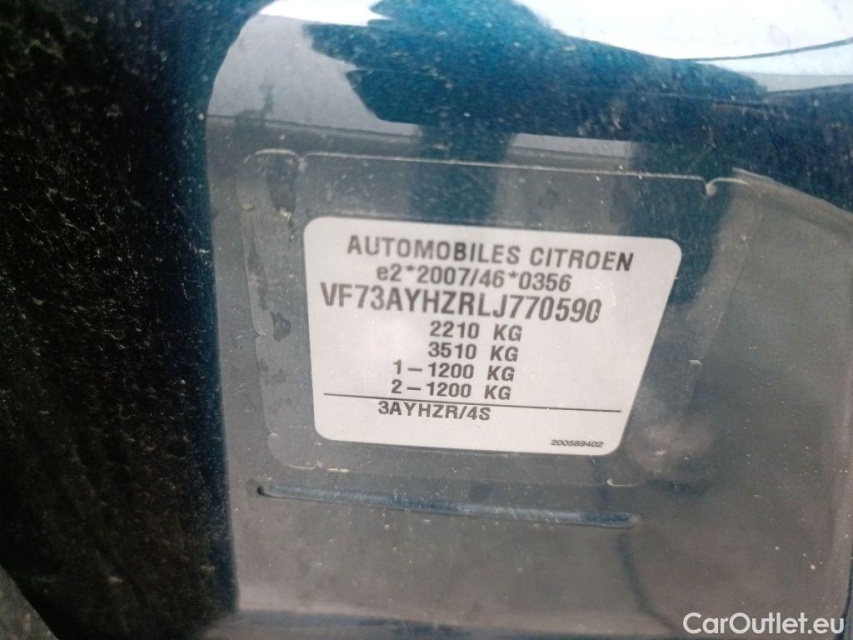 AUTOMOBILES CITROEN
e2*2007/46*0356
VF73AYHZRLJ770590
2210 KG
3510 KG
1-1200 KG
2-1200 KG
3AYHZR/4S
200589402
CarOutlet.eu